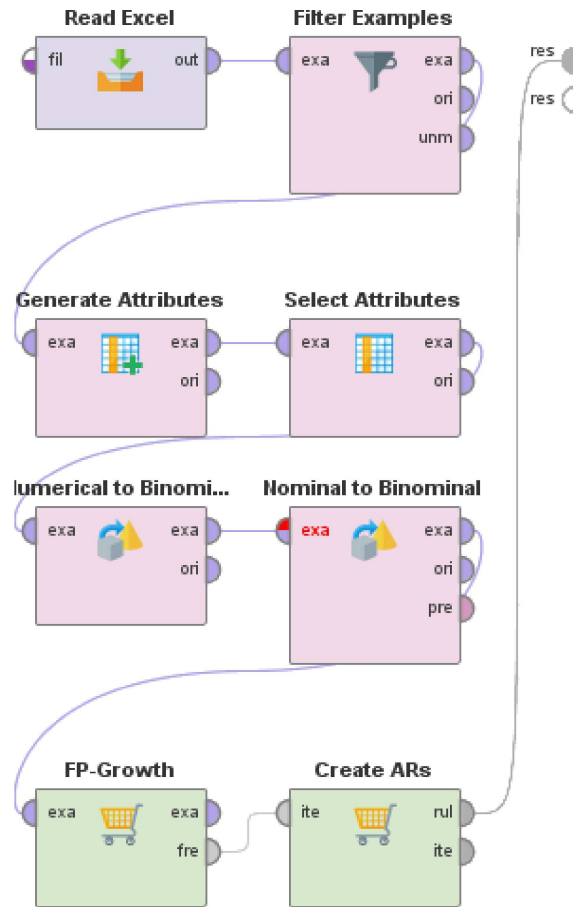 Read Excel
Filter Examples
fil
out
exa
exa
ori
unm
res
res
Generate Attributes
Select Attributes
exa
exa
ori
exa
exa
ori
umerical to Binomi...
Nominal to Binominal
exa
exa
ori
exa
exa
ori
pre
FP-Growth
Create ARs
exa
exa
fre
ite
rul
ite